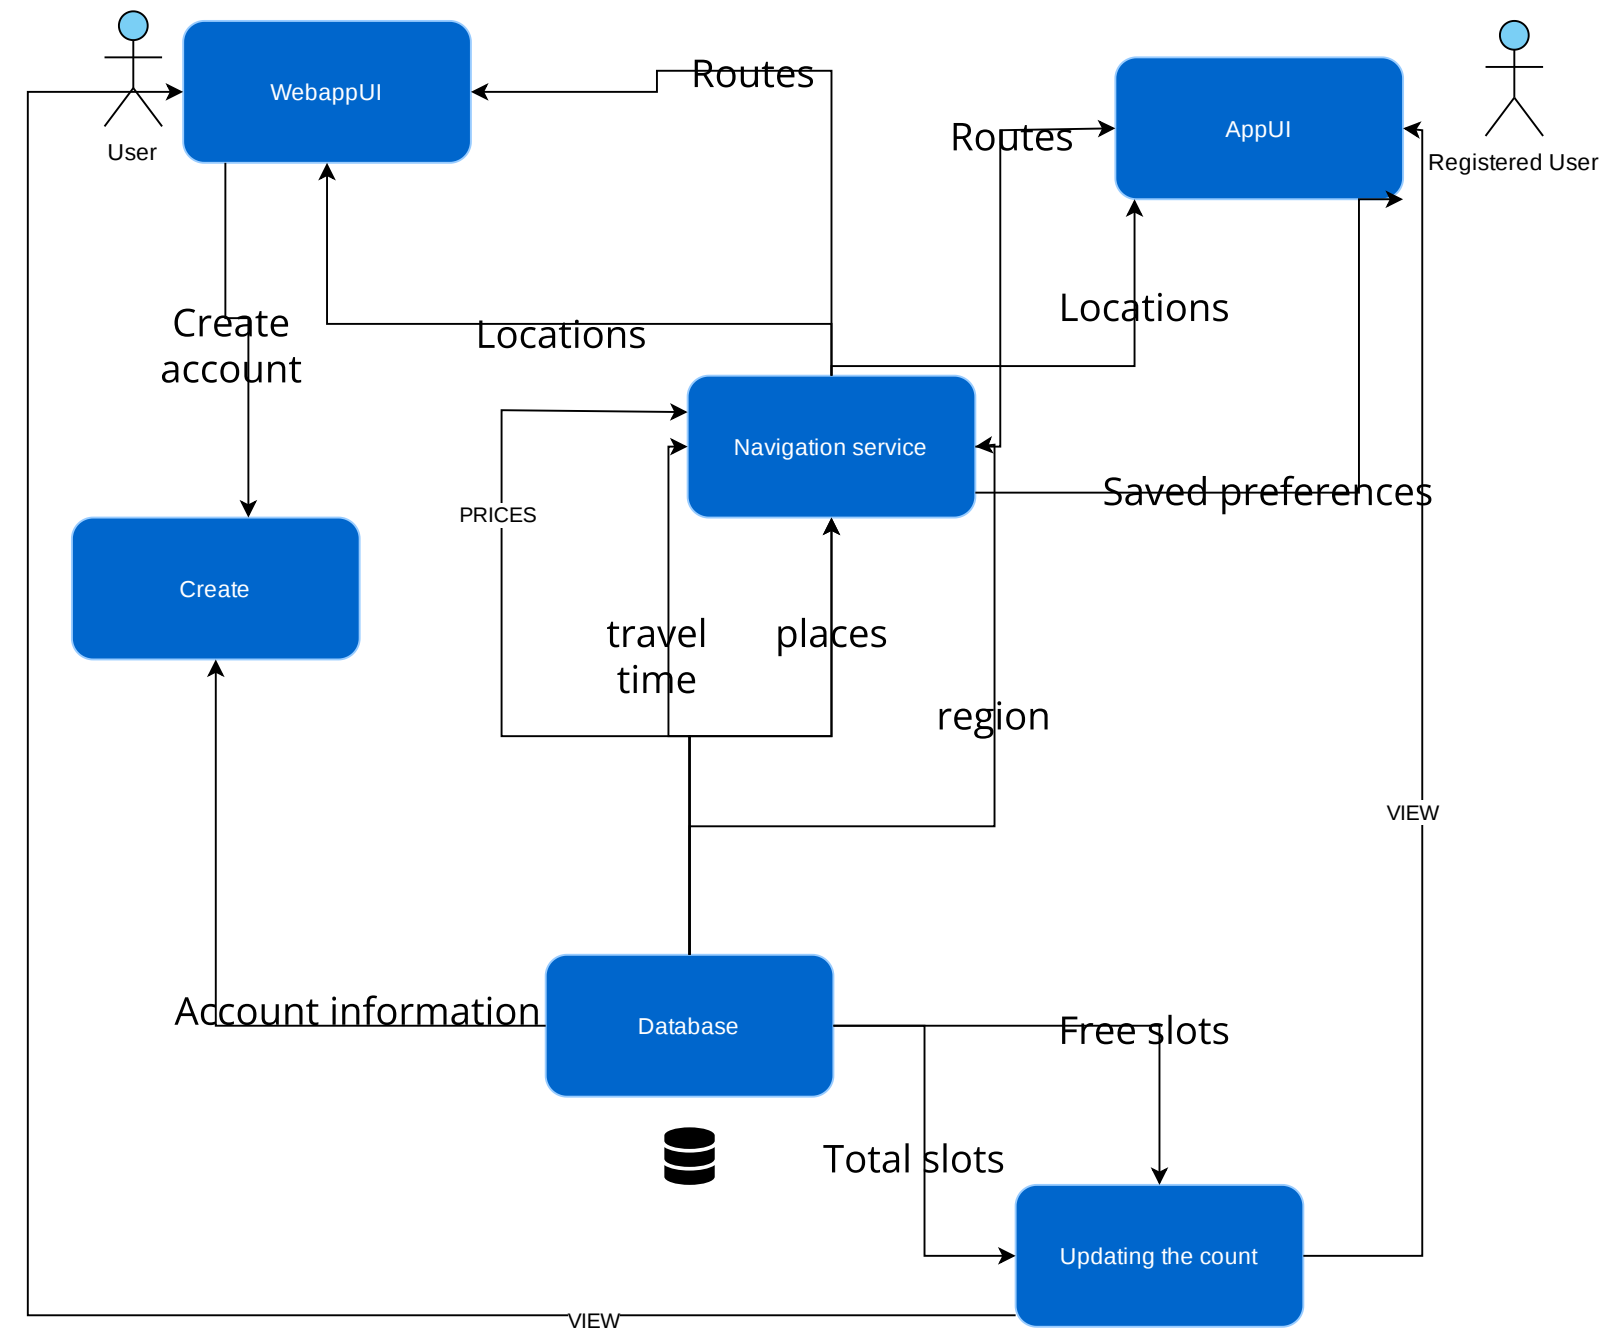 Routes
WebappUI
AppUI
Routes
User
Registered User
Locations
Create
account
Locations
Navigation service
Saved preferences
PRICES
Create
travel
time
places
region
VIEW
Account information
Database
Free slots
Total slots
Updating the count
VIEW